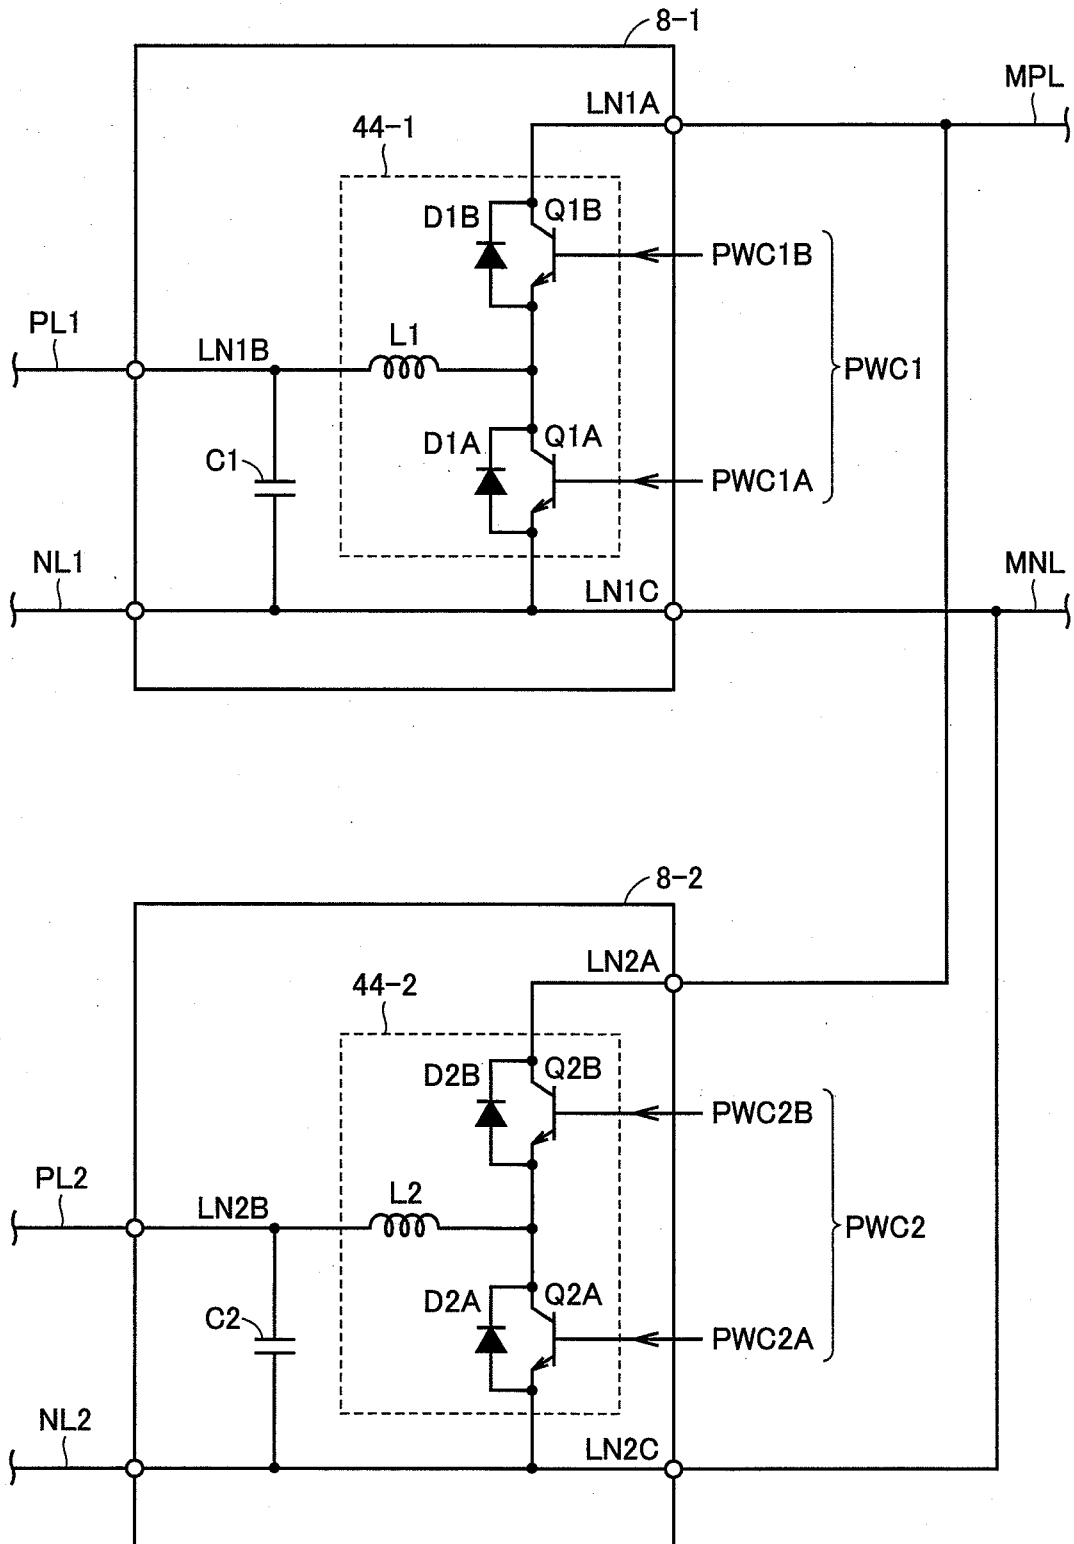 8-1
LN1A
MPL
44-1
D1B
Q1B
PWC1B
PL1
LN1B
L1
PWC1
D1A
Q1A
C1
PWC1A
NL1
LN1C
MNL
8-2
LN2A
44-2
D2B
Q2B
PWC2B
PL2
LN2B
L2
PWC2
D2A
Q2A
C2
PWC2A
NL2
LN2C